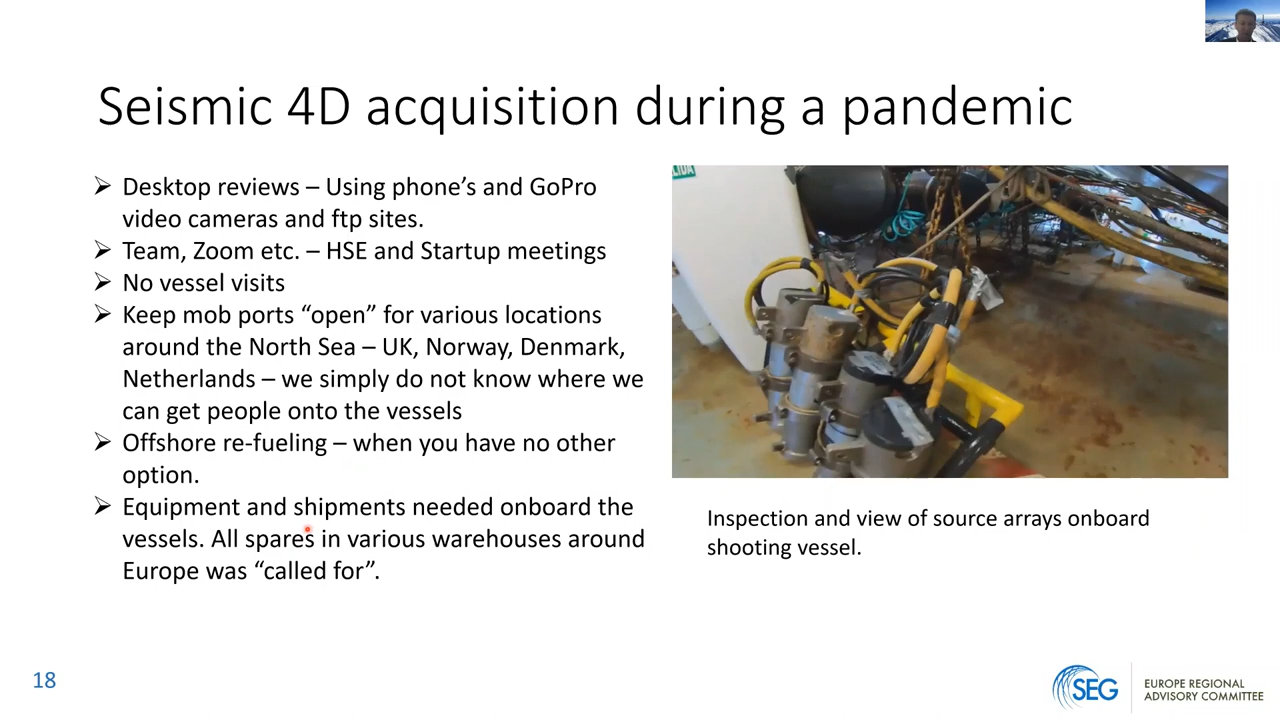 Seismic 4D acquisition during a pandemic
➢ Desktop reviews – Using phone’s and GoPro
video cameras and ftp sites.
➢ Team, Zoom etc. – HSE and Startup meetings
➢ No vessel visits
➢ Keep mob ports “open” for various locations
around the North Sea – UK, Norway, Denmark,
Netherlands – we simply do not know where we
can get people onto the vessels
➢ Offshore re-fueling – when you have no other
option.
➢ Equipment and shipments needed onboard the
vessels. All spares in various warehouses around
Europe was “called for”.
Inspection and view of source arrays onboard
shooting vessel.
18
SEG
EUROPE REGIONAL
ADVISORY COMMITTEE